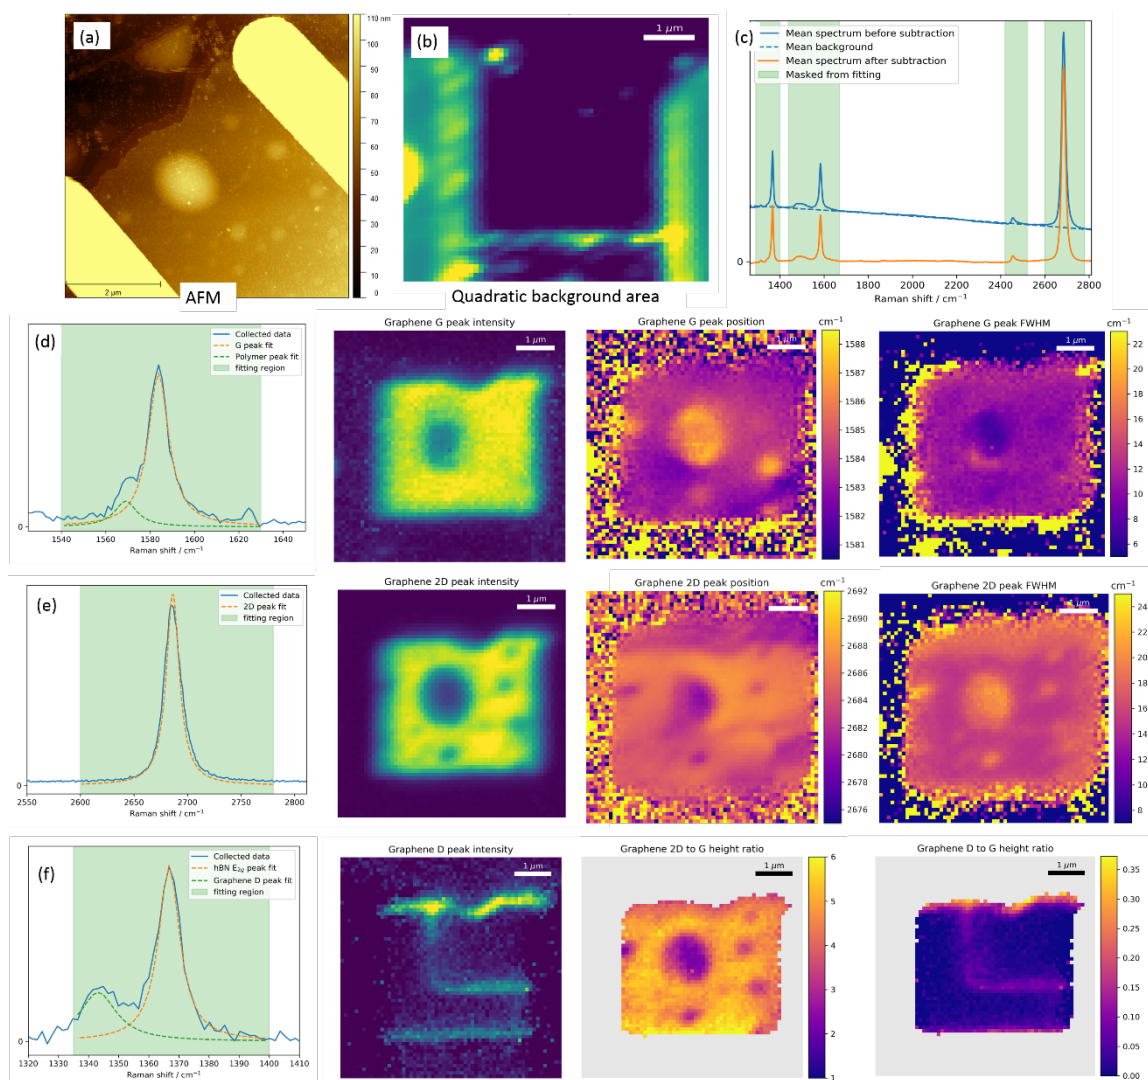 (a)
110 nm
100
90
80
70
60
50
40
30
20
10
0
2 µm
AFM
(b)
1 µm
Quadratic background area
(c)
Mean spectrum before subtraction
Mean background
Mean spectrum after subtraction
Masked from fitting
0
1400 1600 1800 2000 2200 2400 2600 2800
Raman shift / cm⁻¹
(d)
Collected data
G peak fit
Polymer peak fit
fitting region
0
1540 1560 1580 1600 1620 1640
Raman shift / cm⁻¹
Graphene G peak intensity
1 µm
Graphene G peak position
cm⁻¹
1 µm
1588
1587
1586
1585
1584
1583
1582
1581
Graphene G peak FWHM
cm⁻¹
1 µm
22
20
18
16
14
12
10
8
6
(e)
Collected data
2D peak fit
fitting region
0
2550 2600 2650 2700 2750 2800
Raman shift / cm⁻¹
Graphene 2D peak intensity
1 µm
Graphene 2D peak position
cm⁻¹
1 µm
2692
2690
2688
2686
2684
2682
2680
2678
2676
Graphene 2D peak FWHM
cm⁻¹
1 µm
24
22
20
18
16
14
12
10
8
(f)
Collected data
hBN E₂g peak fit
Graphene D peak fit
fitting region
0
1320 1330 1340 1350 1360 1370 1380 1390 1400 1410
Raman shift / cm⁻¹
Graphene D peak intensity
1 µm
Graphene 2D to G height ratio
1 µm
6
5
4
3
2
1
Graphene D to G height ratio
1 µm
0.35
0.30
0.25
0.20
0.15
0.10
0.05
0.00